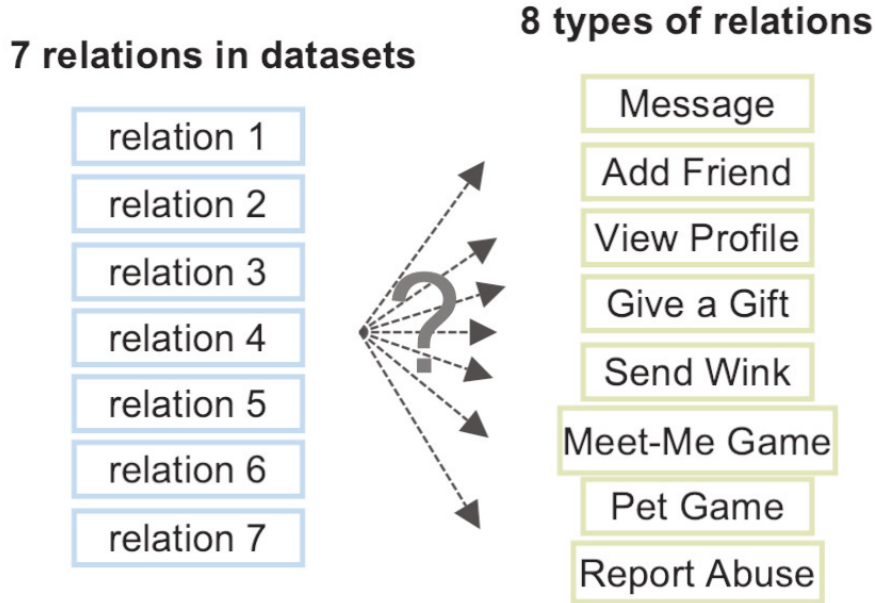 7 relations in datasets
relation 1
relation 2
relation 3
relation 4
relation 5
relation 6
relation 7
?
8 types of relations
Message
Add Friend
View Profile
Give a Gift
Send Wink
Meet-Me Game
Pet Game
Report Abuse